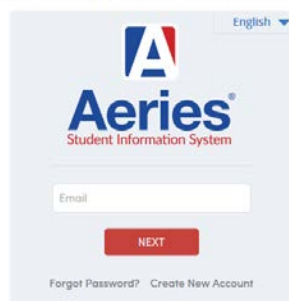 English
A
Aeries®
Student Information System
Email
NEXT
Forgot Password? Create New Account